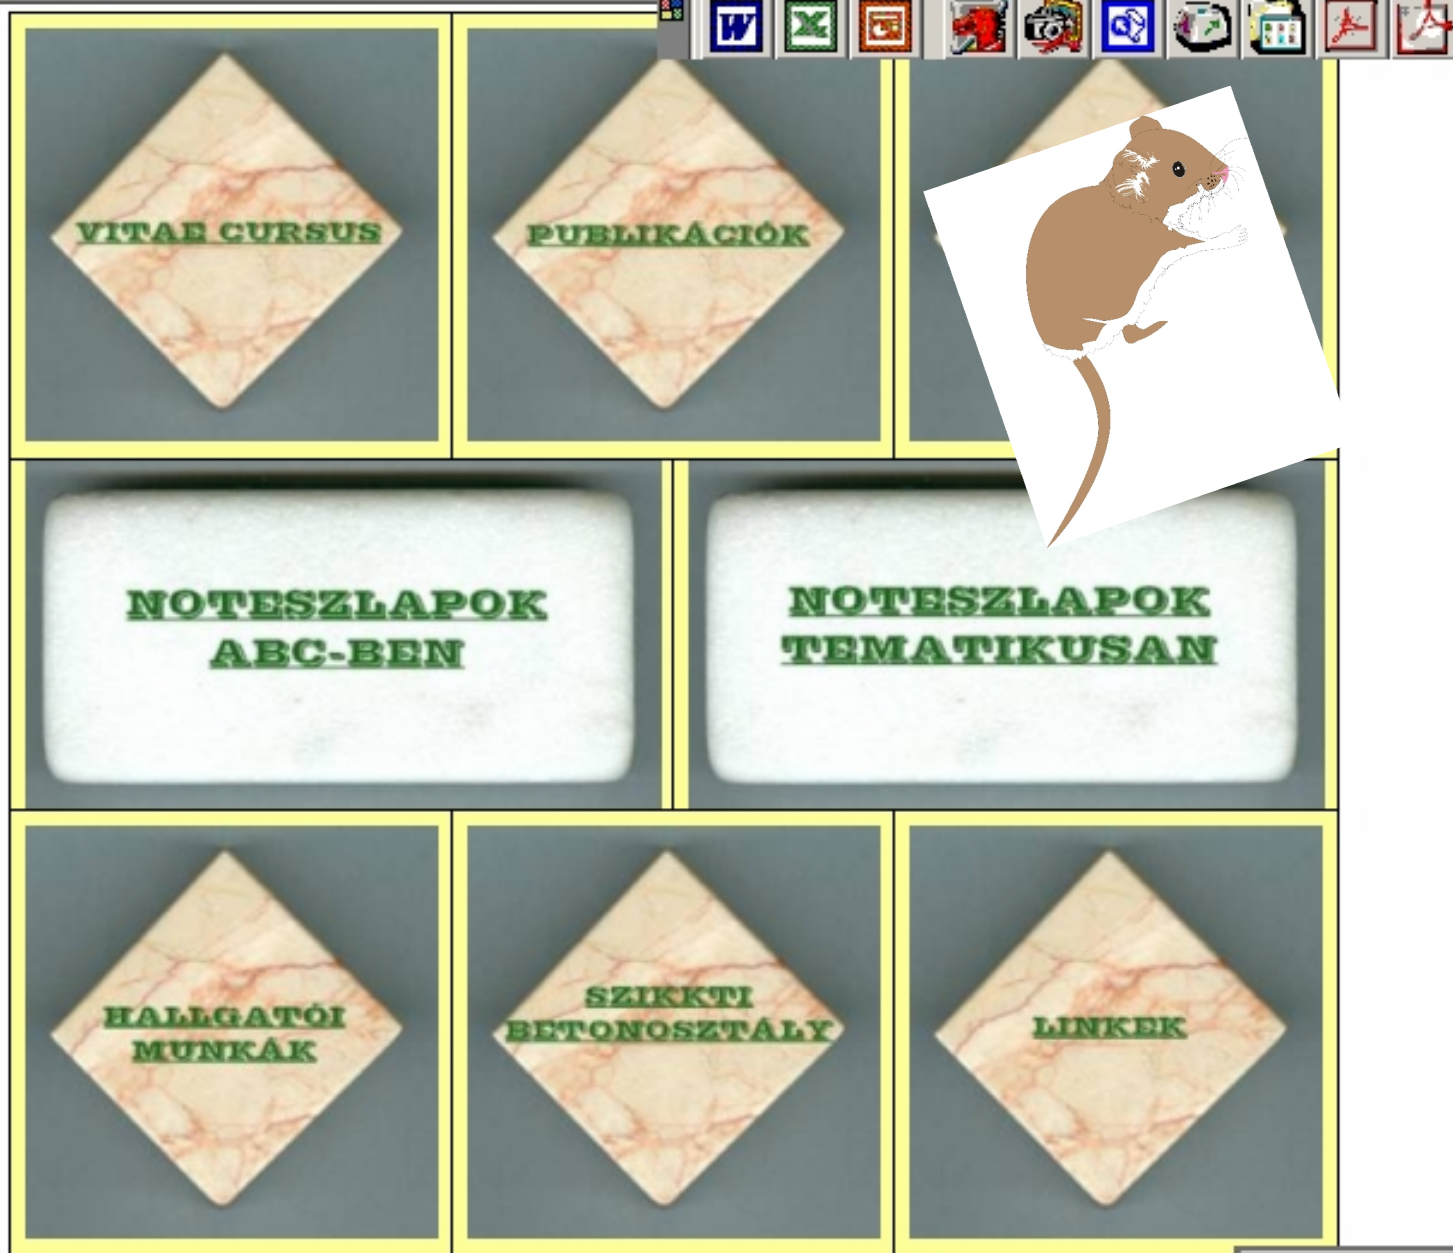 VITAE CURSUS
PUBLIKÁCIÓK
NOTESZLAPOK
ABC-BEN
NOTESZLAPOK
TEMATIKUSAN
HALLGATÓI
MUNKÁK
SZIKKTI
BETONOSZTÁLY
LINKEK